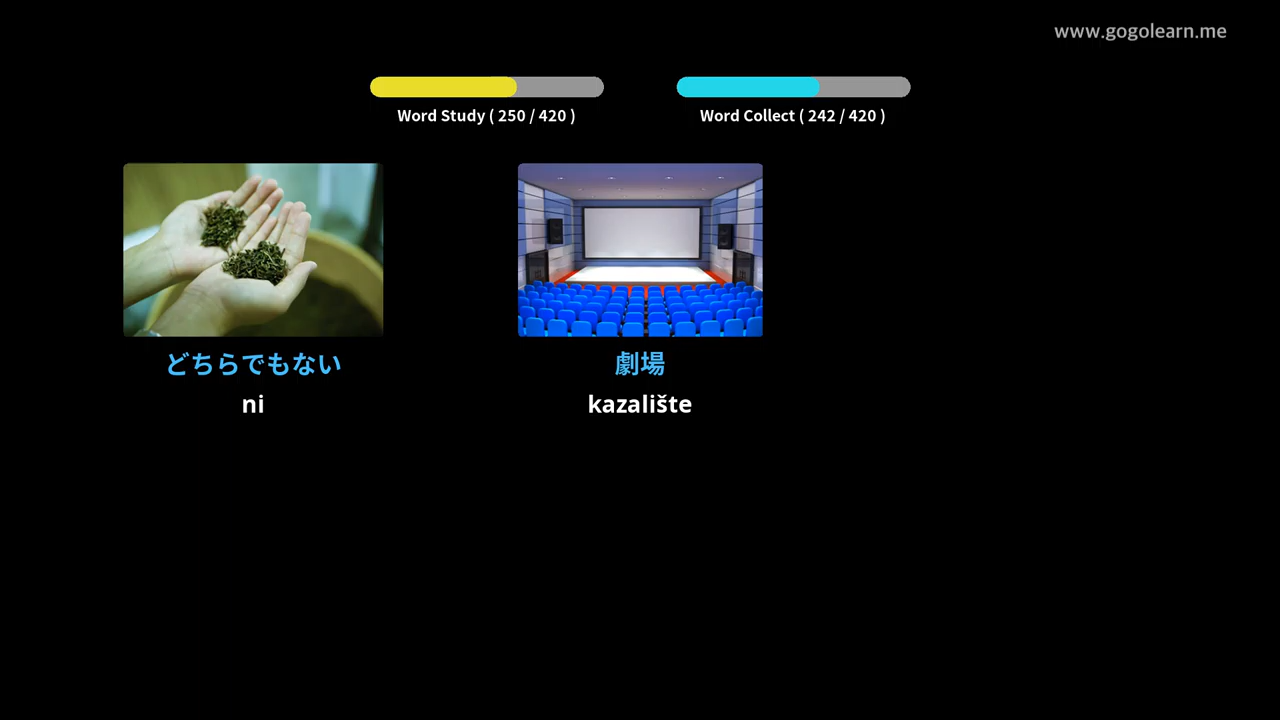 www.gogolearn.me
Word Study ( 250 / 420 )
Word Collect ( 242 / 420 )
どちらでもない
ni
劇場
kazalište